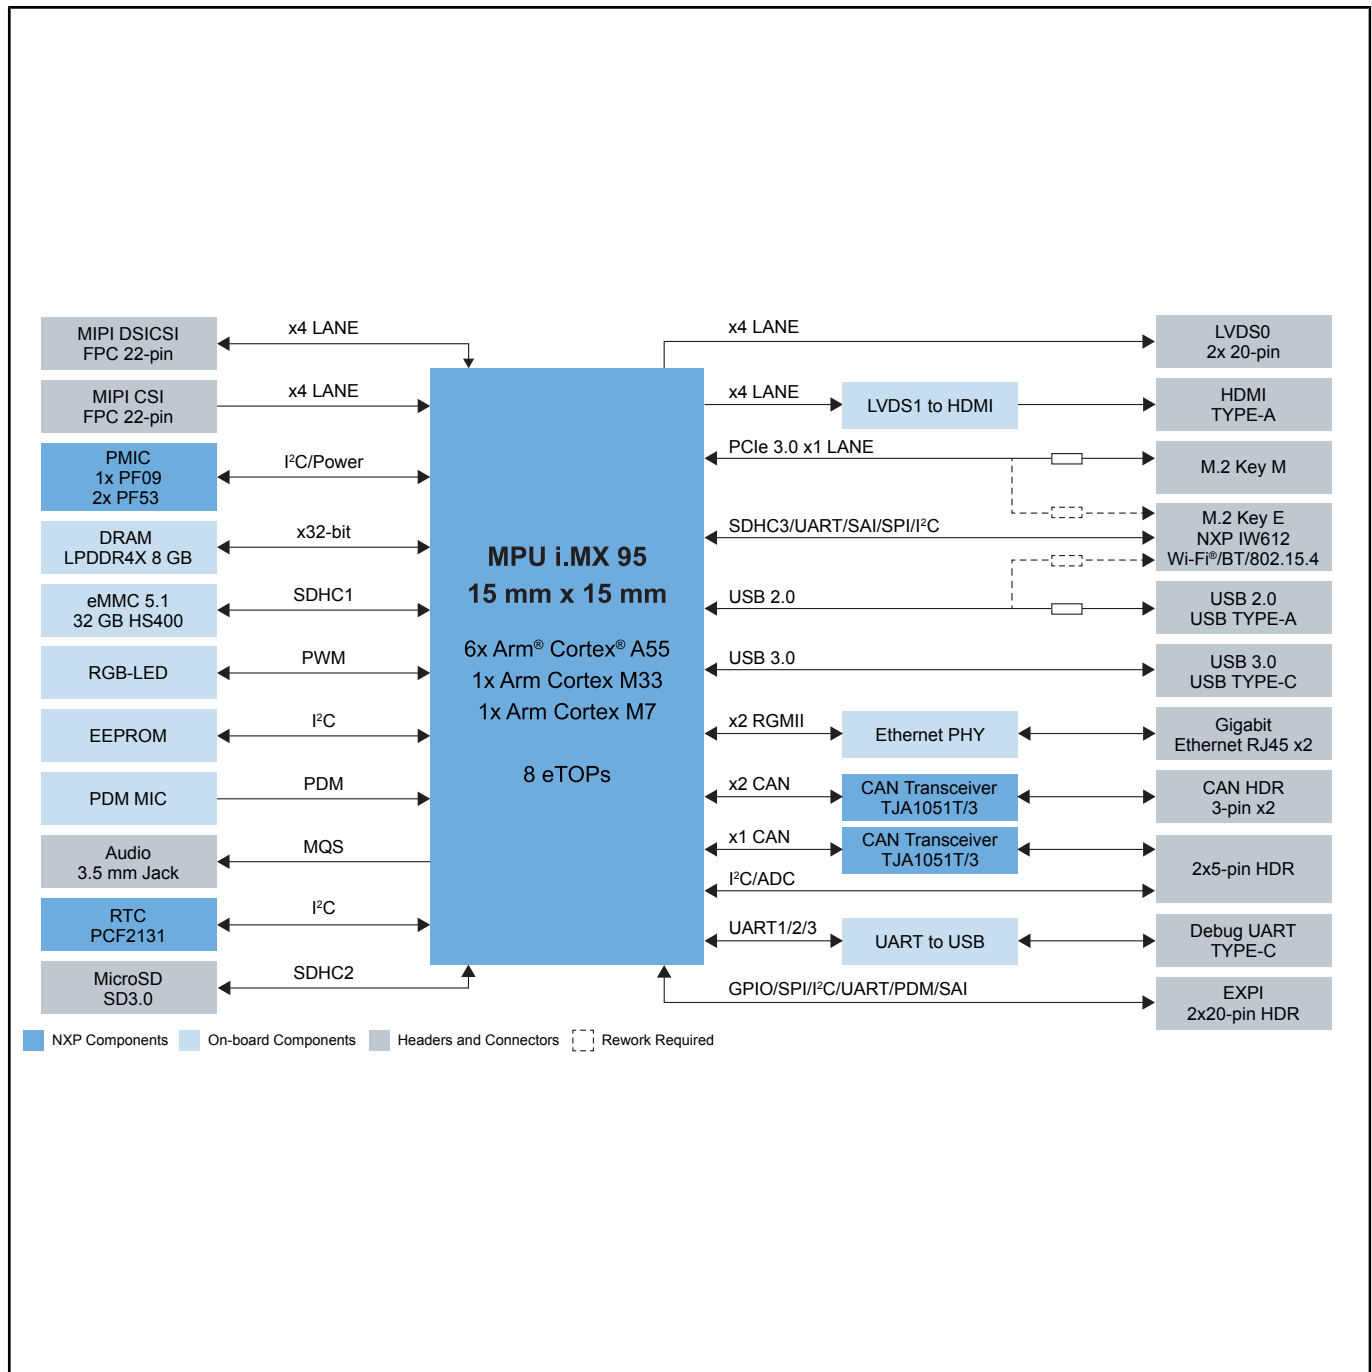 MIPI DSICSI
FPC 22-pin
x4 LANE
MIPI CSI
FPC 22-pin
x4 LANE
PMIC
1x PF09
2x PF53
I²C/Power
DRAM
LPDDR4X 8 GB
x32-bit
eMMC 5.1
32 GB HS400
SDHC1
RGB-LED
PWM
EEPROM
I²C
PDM MIC
PDM
Audio
3.5 mm Jack
MQS
RTC
PCF2131
I²C
MicroSD
SD3.0
SDHC2
MPU i.MX 95
15 mm x 15 mm
6x Arm® Cortex® A55
1x Arm Cortex M33
1x Arm Cortex M7
8 eTOPs
x4 LANE
LVDS0
2x 20-pin
x4 LANE
LVDS1 to HDMI
HDMI
TYPE-A
PCIe 3.0 x1 LANE
M.2 Key M
SDHC3/UART/SAI/SPI/I²C
M.2 Key E
NXP IW612
Wi-Fi®/BT/802.15.4
USB 2.0
USB 2.0
USB TYPE-A
USB 3.0
USB 3.0
USB TYPE-C
x2 RGMII
Ethernet PHY
Gigabit
Ethernet RJ45 x2
x2 CAN
CAN Transceiver
TJA1051T/3
CAN HDR
3-pin x2
x1 CAN
CAN Transceiver
TJA1051T/3
2x5-pin HDR
I²C/ADC
UART1/2/3
UART to USB
Debug UART
TYPE-C
GPIO/SPI/I²C/UART/PDM/SAI
EXPI
2x20-pin HDR
NXP Components
On-board Components
Headers and Connectors
Rework Required